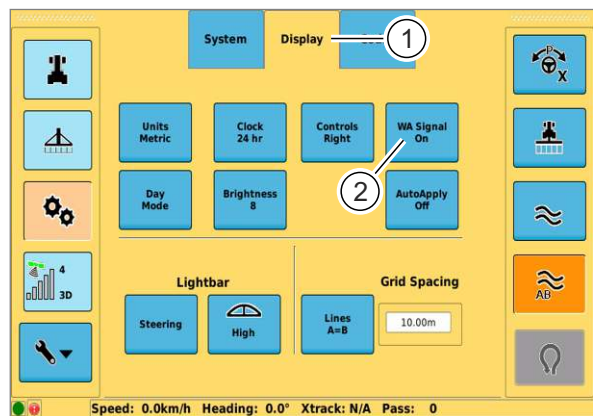 System
Display
1
Units
Metric
Clock
24 hr
Controls
Right
WA Signal
On
2
Day
Mode
Brightness
8
AutoApply
Off
P
X
4
3D
Lightbar
Grid Spacing
Steering
High
Lines
A=B
10.00m
AB
Speed: 0.0km/h Heading: 0.0° Xtrack: N/A Pass: 0